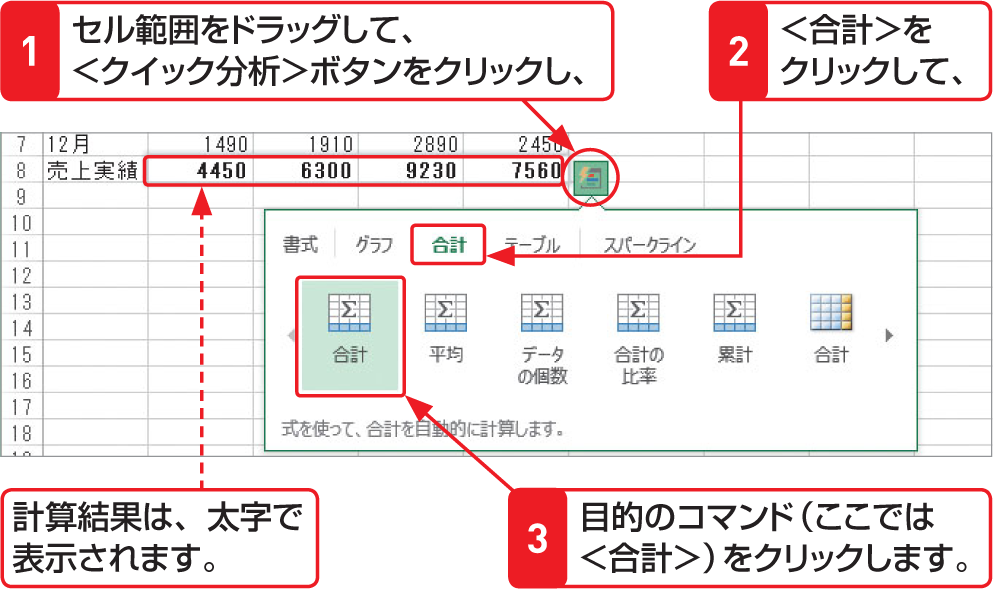 1
セル範囲をドラッグして、
＜クイック分析＞ボタンをクリックし、
2
＜合計＞を
クリックして、
7 12月 1490 1910 2890 2450
8 売上実績 4450 6300 9230 7560
9
10
11
12
13
14
15
16
17
18
書式 グラフ 合計 テーブル スパークライン
合計 平均 データ 合計の 累計 合計
の個数 比率
式を使って、合計を自動的に計算します。
計算結果は、太字で
表示されます。
3
目的のコマンド（ここでは
＜合計＞）をクリックします。